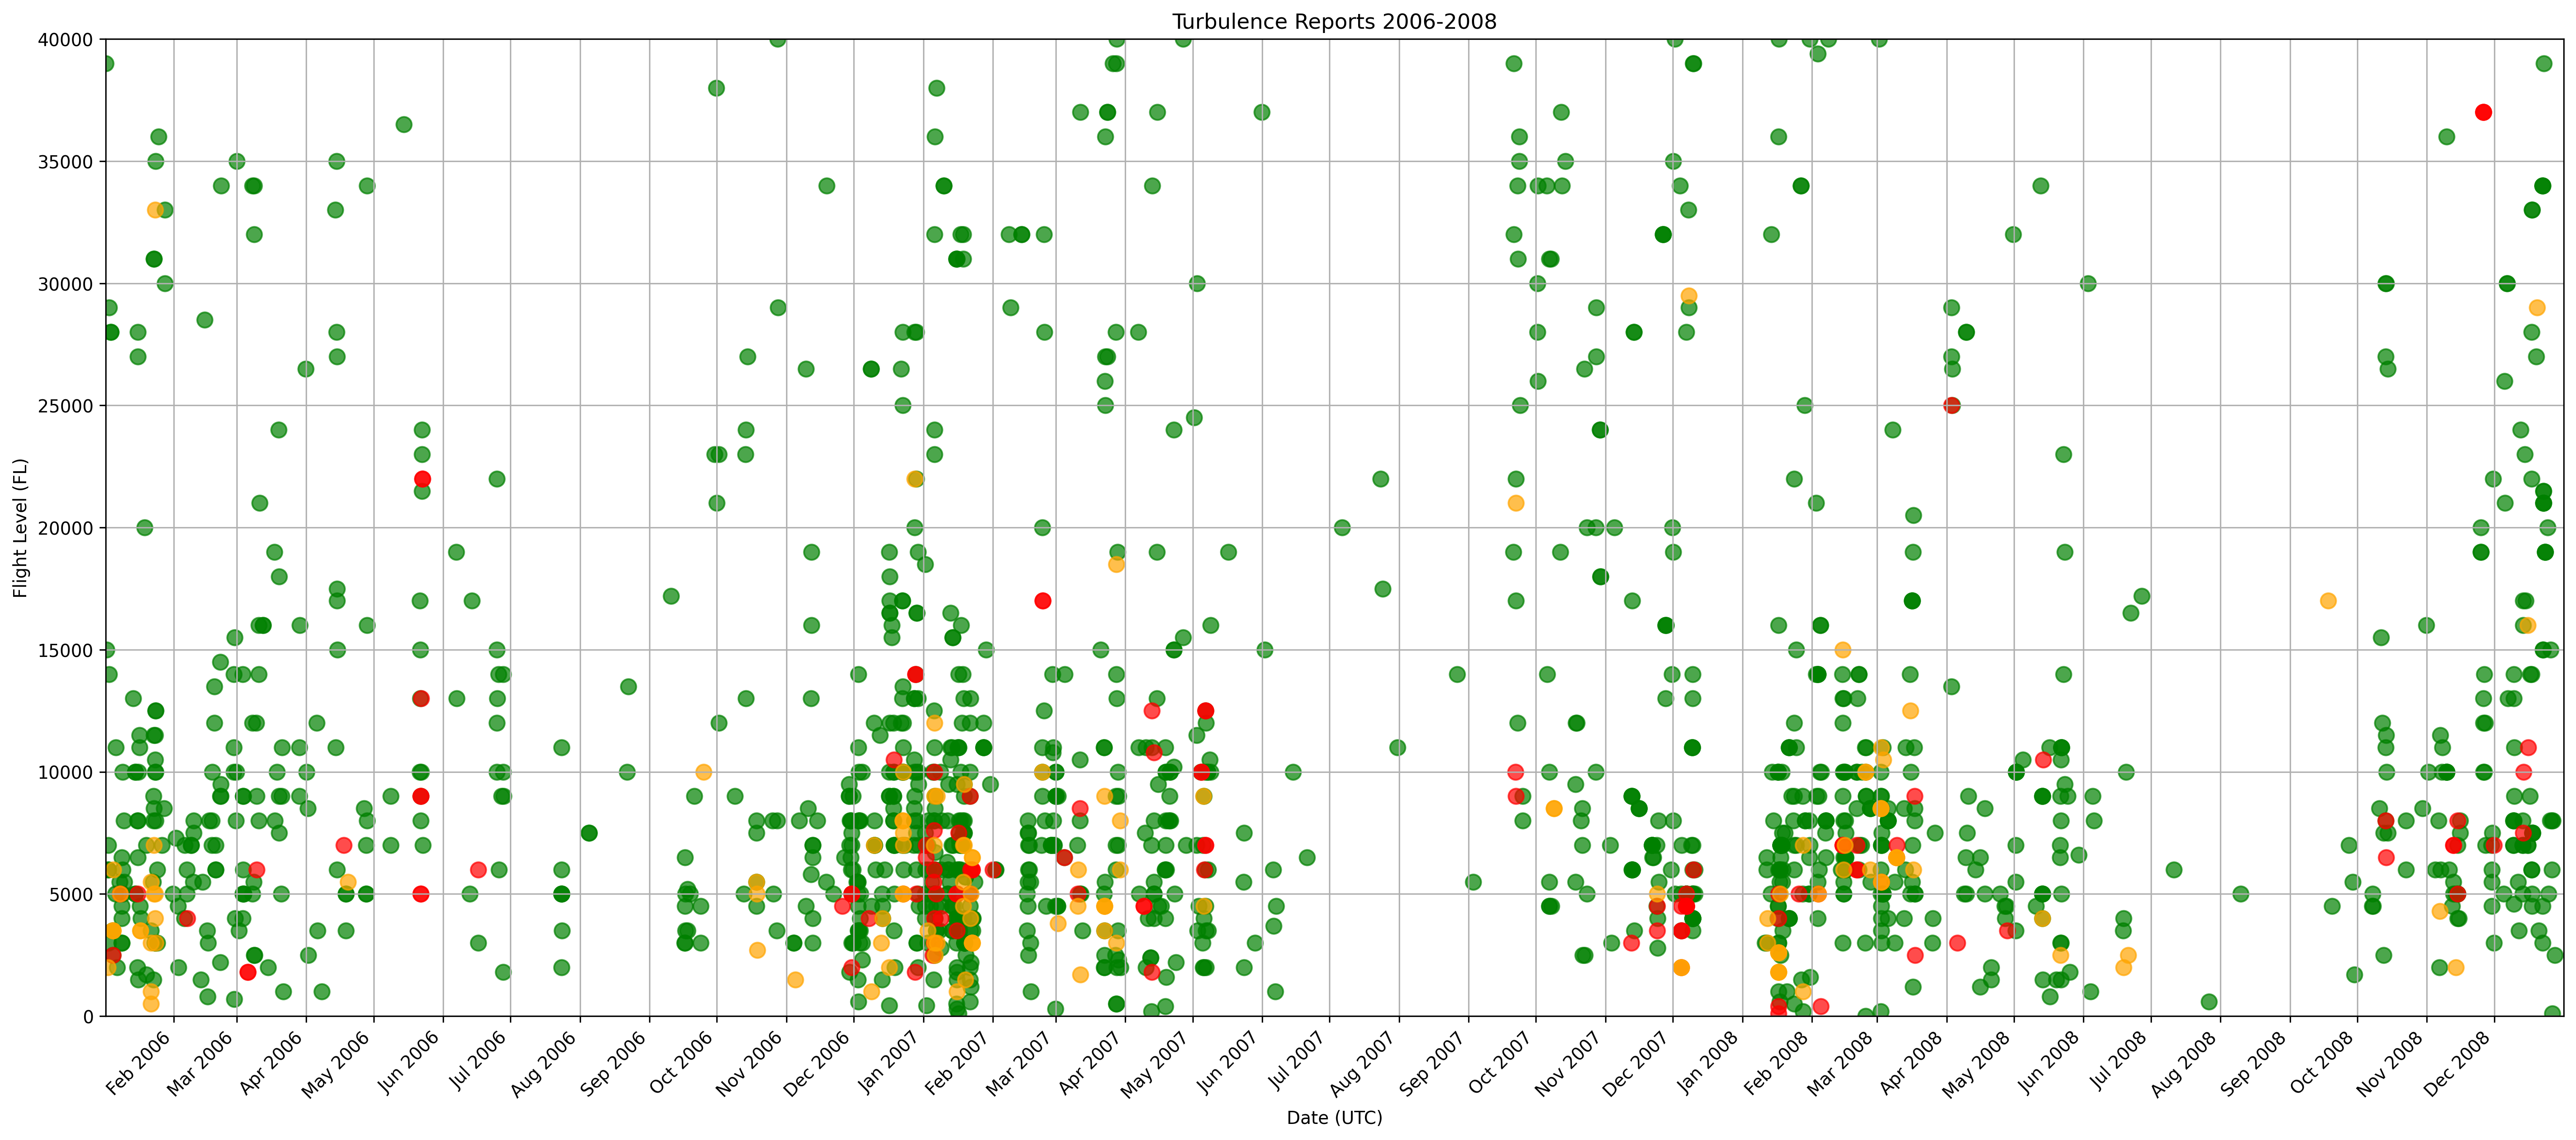 Turbulence Reports 2006-2008
Flight Level (FL)
40000
35000
30000
25000
20000
15000
10000
5000
0
Feb 2006
Mar 2006
Apr 2006
May 2006
Jun 2006
Jul 2006
Aug 2006
Sep 2006
Oct 2006
Nov 2006
Dec 2006
Jan 2007
Feb 2007
Mar 2007
Apr 2007
May 2007
Jun 2007
Jul 2007
Aug 2007
Sep 2007
Oct 2007
Nov 2007
Dec 2007
Jan 2008
Feb 2008
Mar 2008
Apr 2008
May 2008
Jun 2008
Jul 2008
Aug 2008
Sep 2008
Oct 2008
Nov 2008
Dec 2008
Date (UTC)